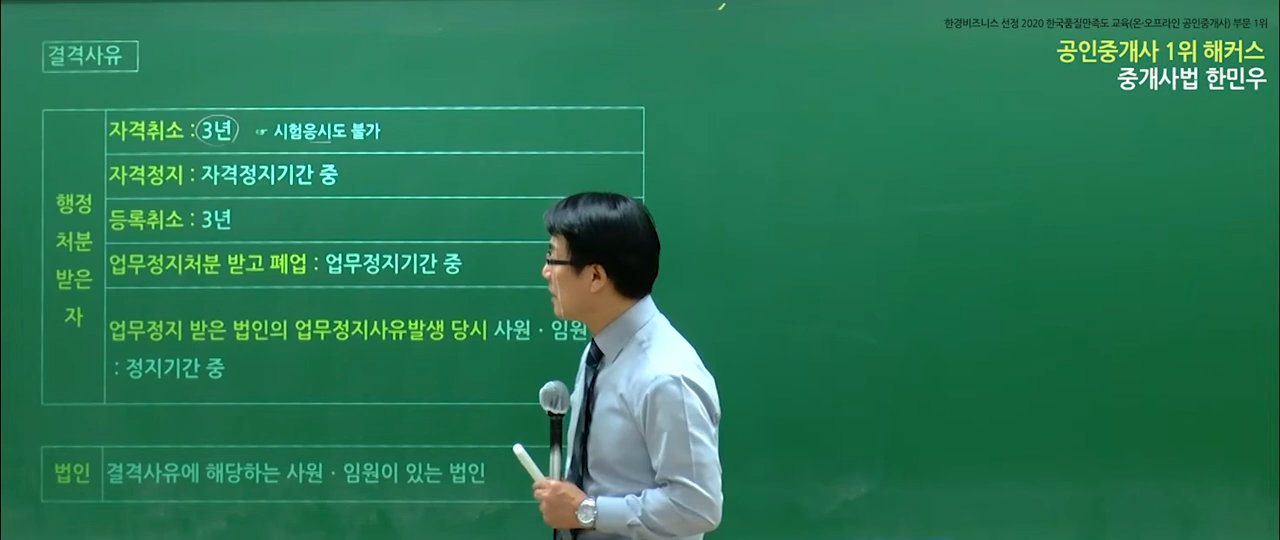 한경비즈니스 선정 2020 한국품질만족도 교육(온·오프라인 공인중개사) 부문 1위
공인중개사 1위 해커스
중개사법 한민우
결격사유
행정
처분
받은
자
자격취소 : 3년 ☞ 시험응시도 불가
자격정지 : 자격정지기간 중
등록취소 : 3년
업무정지처분 받고 폐업 : 업무정지기간 중
업무정지 받은 법인의 업무정지사유발생 당시 사원 · 임원
: 정지기간 중
법인
결격사유에 해당하는 사원 · 임원이 있는 법인